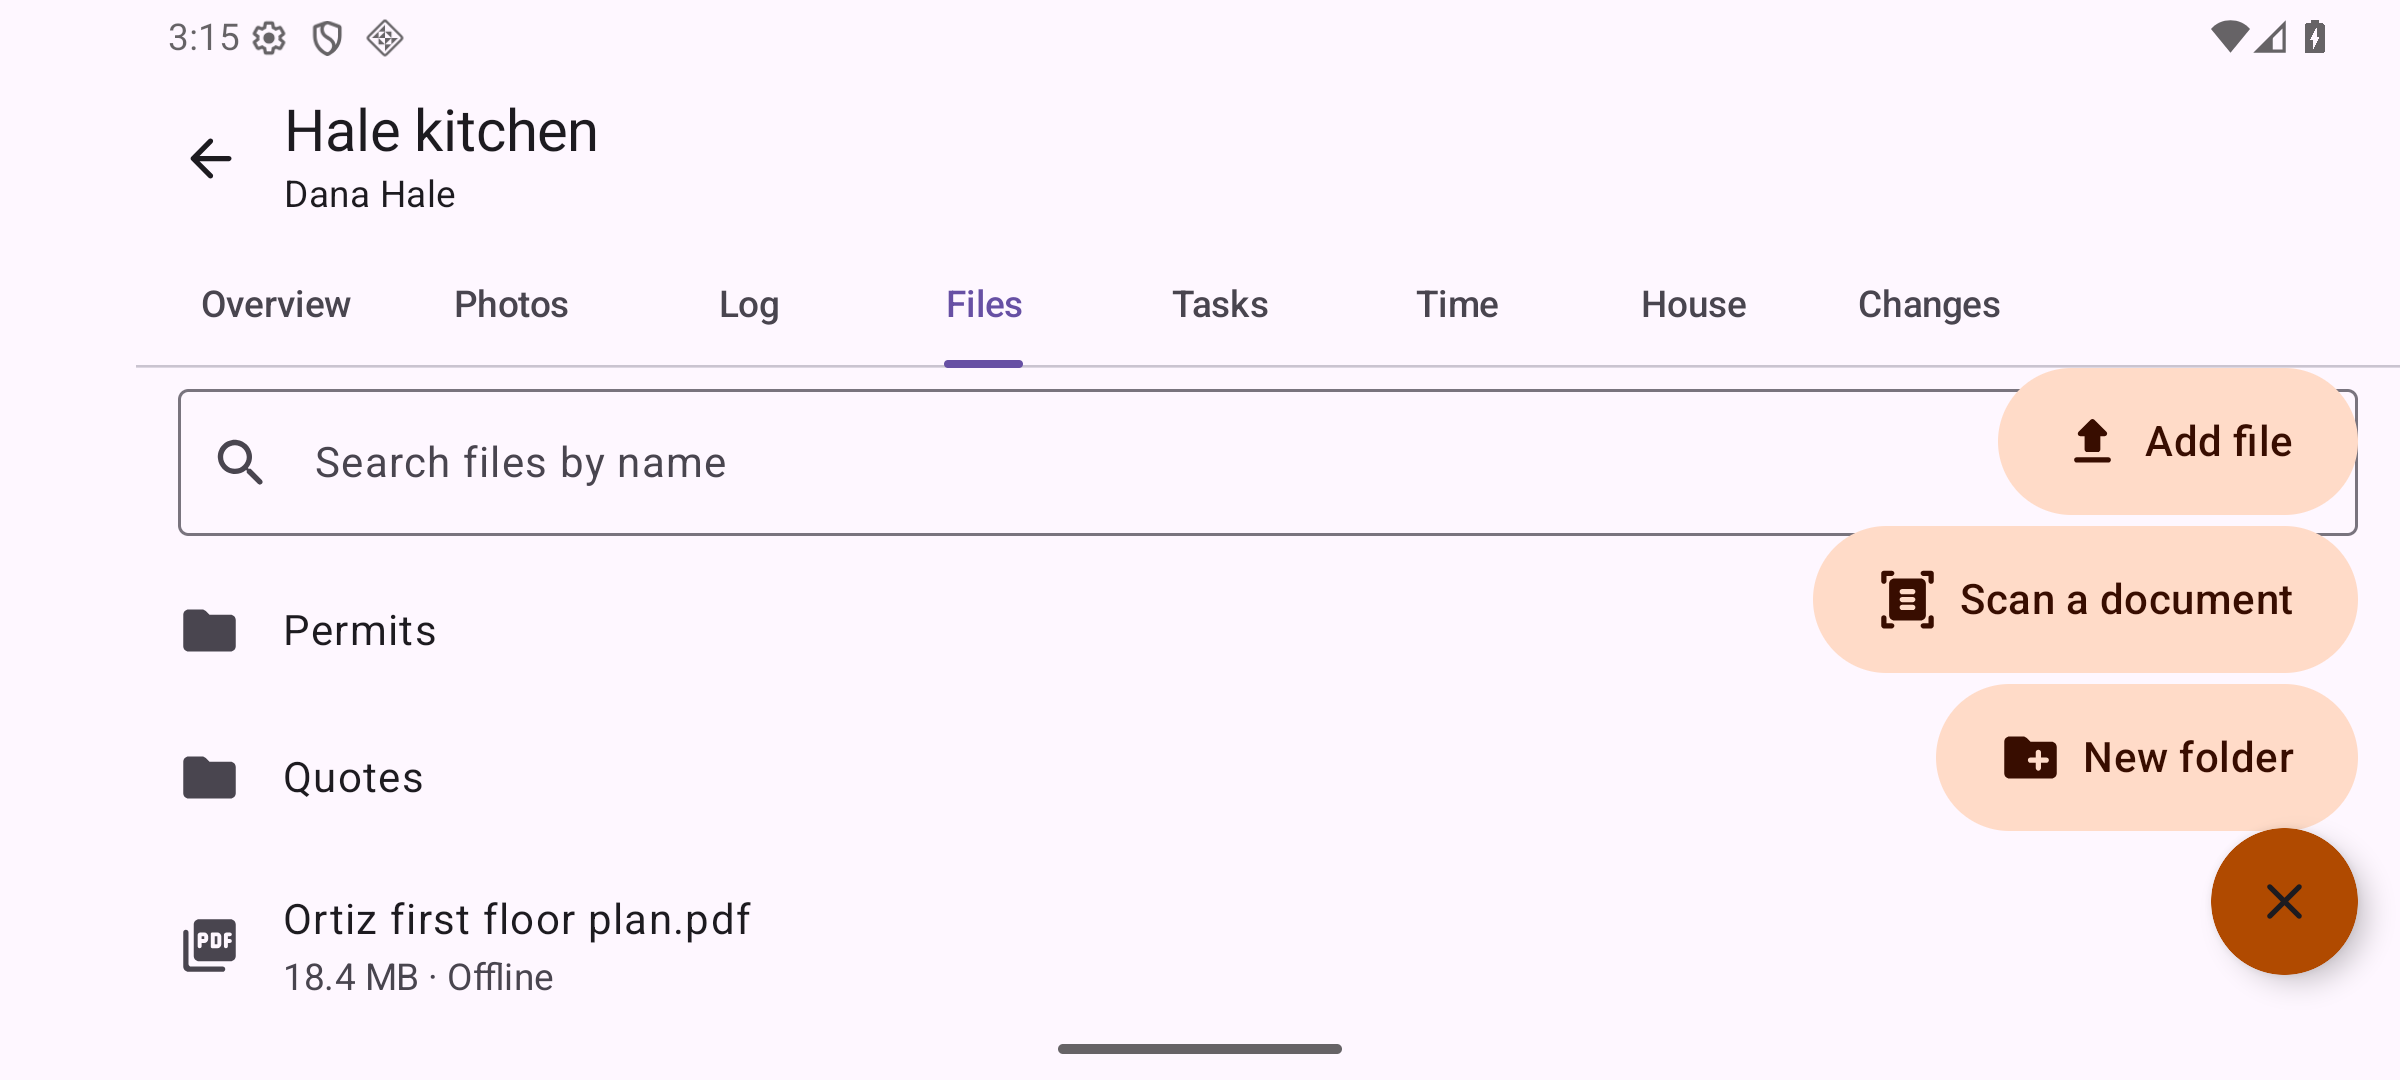 3:15
Hale kitchen
Dana Hale
Overview Photos Log Files Tasks Time House Changes
Search files by name
Add file
Scan a document
Permits
New folder
Quotes
PDF
Ortiz first floor plan.pdf
18.4 MB · Offline